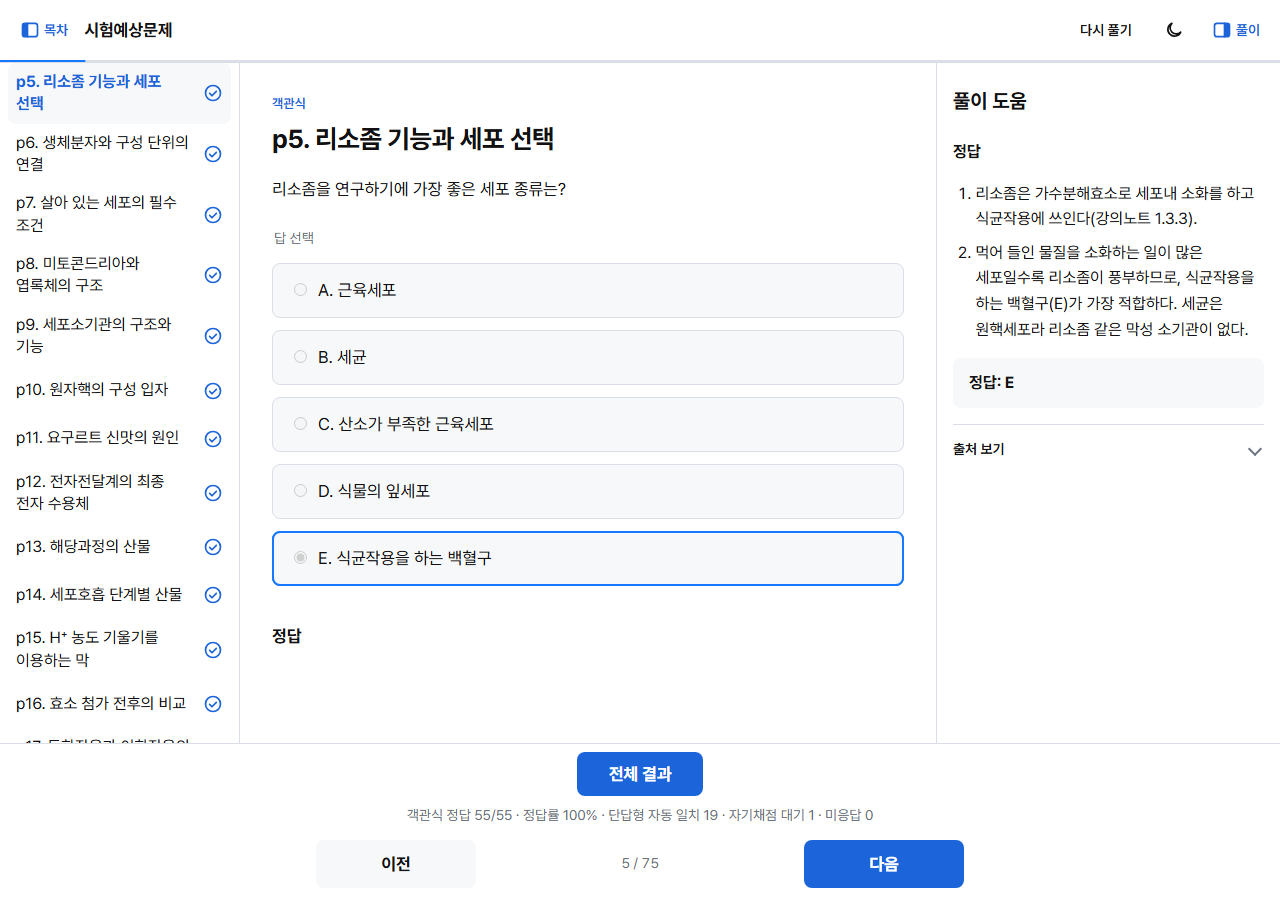 목차
시험예상문제
다시 풀기
풀이
p5. 리소좀 기능과 세포
선택
p6. 생체분자와 구성 단위의
연결
p7. 살아 있는 세포의 필수
조건
p8. 미토콘드리아와
엽록체의 구조
p9. 세포소기관의 구조와
기능
p10. 원자핵의 구성 입자
p11. 요구르트 신맛의 원인
p12. 전자전달계의 최종
전자 수용체
p13. 해당과정의 산물
p14. 세포호흡 단계별 산물
p15. H⁺ 농도 기울기를
이용하는 막
p16. 효소 첨가 전후의 비교
객관식
p5. 리소좀 기능과 세포 선택
리소좀을 연구하기에 가장 좋은 세포 종류는?
답 선택
A. 근육세포
B. 세균
C. 산소가 부족한 근육세포
D. 식물의 잎세포
E. 식균작용을 하는 백혈구
정답
풀이 도움
정답
1. 리소좀은 가수분해효소로 세포내 소화를 하고
식균작용에 쓰인다(강의노트 1.3.3).
2. 먹어 들인 물질을 소화하는 일이 많은
세포일수록 리소좀이 풍부하므로, 식균작용을
하는 백혈구(E)가 가장 적합하다. 세균은
원핵세포라 리소좀 같은 막성 소기관이 없다.
정답: E
출처 보기
전체 결과
객관식 정답 55/55 · 정답률 100% · 단답형 자동 일치 19 · 자기채점 대기 1 · 미응답 0
이전
5 / 75
다음